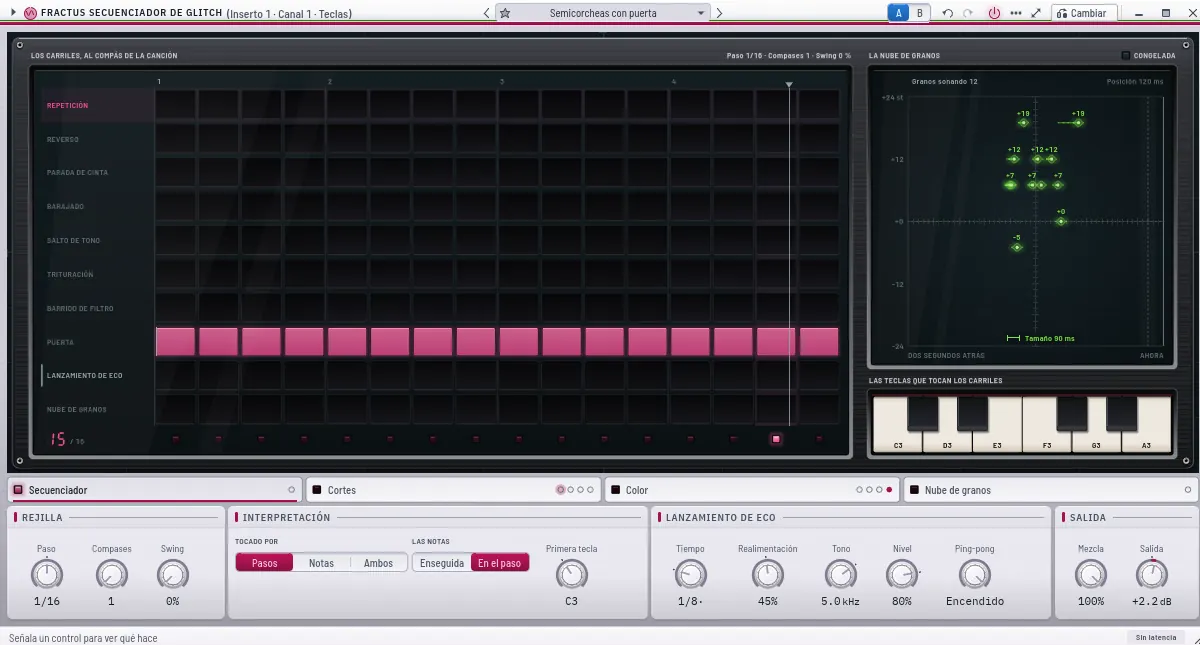 FRACTUS SECUENCIADOR DE GLITCH (Inserto 1 · Canal 1 · Teclas)
Semicorcheas con puerta
A B
Cambiar
LOS CARRILES, AL COMPÁS DE LA CANCIÓN
Paso 1/16 · Compases 1 · Swing 0 %
1 2 3 4
REPETICIÓN
REVERSO
PARADA DE CINTA
BARAJADO
SALTO DE TONO
TRITURACIÓN
BARRIDO DE FILTRO
PUERTA
LANZAMIENTO DE ECO
NUBE DE GRANOS
15 / 16
LA NUBE DE GRANOS
CONGELADA
Granos sonando 12
Posición 120 ms
+24 st
+19 +19
+12
+12 +12 +12
+7 +7 +7
+0
+0
-5
-12
-24
Tamaño 90 ms
DOS SEGUNDOS ATRÁS
AHORA
LAS TECLAS QUE TOCAN LOS CARRILES
C3 D3 E3 F3 G3 A3
Secuenciador
Cortes
Color
Nube de granos
REJILLA
Paso Compases Swing
1/16 1 0%
INTERPRETACIÓN
TOCADO POR
Pasos Notas Ambos
LAS NOTAS
Enseguida En el paso
Primera tecla
C3
LANZAMIENTO DE ECO
Tiempo Realimentación Tono Nivel Ping-pong
1/8· 45% 5.0 kHz 80% Encendido
SALIDA
Mezcla Salida
100% +2.2 dB
Señala un control para ver qué hace
Sin latencia